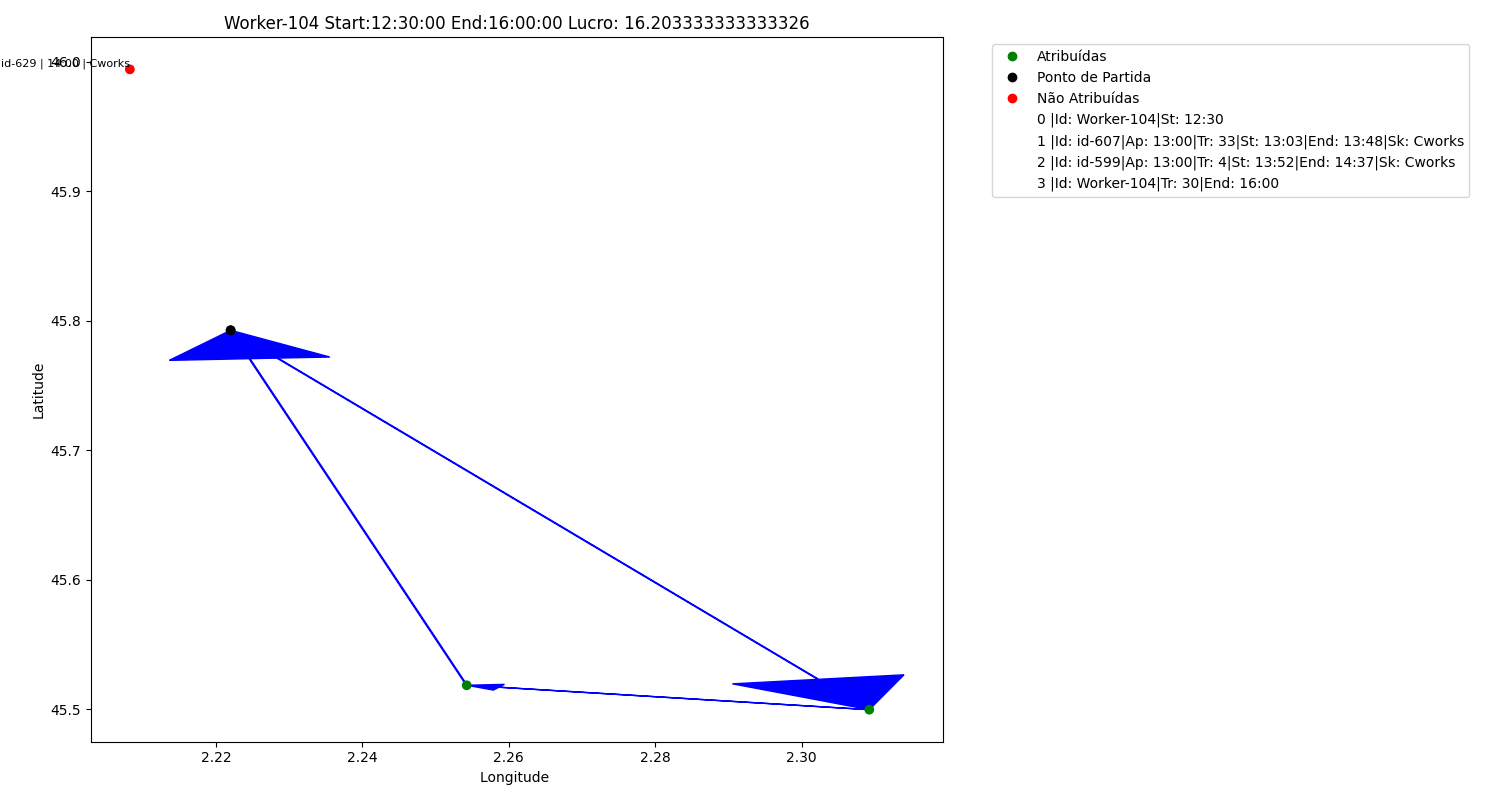 Worker-104 Start:12:30:00 End:16:00:00 Lucro: 16.203333333333326
id-629 | 14:00 | Cworks
46.0
45.9
45.8
45.7
45.6
45.5
Latitude
2.22 2.24 2.26 2.28 2.30
Longitude
Atribuídas
Ponto de Partida
Não Atribuídas
0 |Id: Worker-104|St: 12:30
1 |Id: id-607|Ap: 13:00|Tr: 33|St: 13:03|End: 13:48|Sk: Cworks
2 |Id: id-599|Ap: 13:00|Tr: 4|St: 13:52|End: 14:37|Sk: Cworks
3 |Id: Worker-104|Tr: 30|End: 16:00